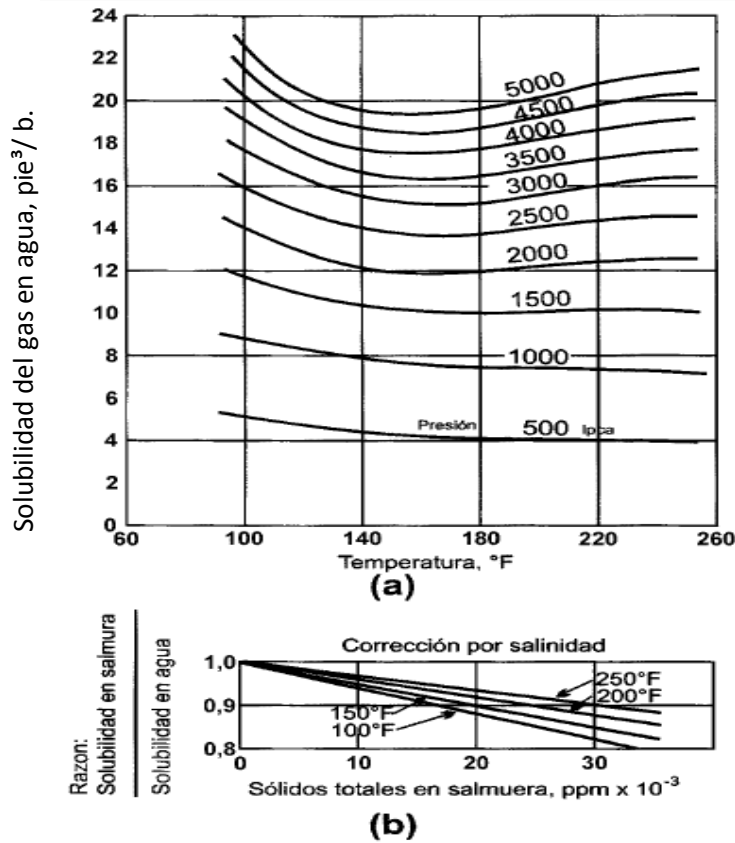 Solubilidad del gas en agua, pie³/ b.
24
22
20
18
16
14
12
10
8
6
4
2
0
5000
4500
4000
3500
3000
2500
2000
1500
1000
Presión 500 lpca
60 100 140 180 220 260
Temperatura, °F
(a)
Razon:
Solubilidad en salmura
Solubilidad en agua
Corrección por salinidad
1,0
0,9
0,8
250°F
200°F
150°F
100°F
0 10 20 30
Sólidos totales en salmuera, ppm x 10⁻³
(b)